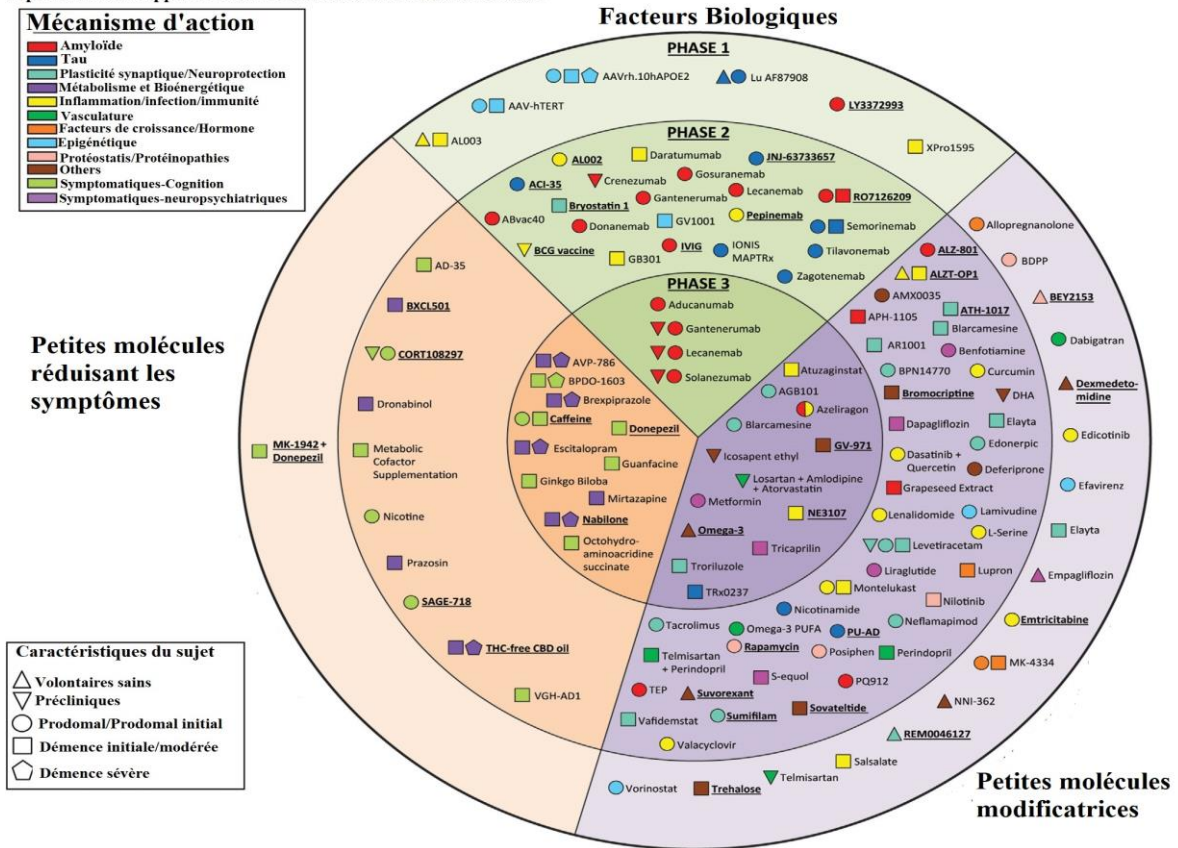 Facteurs Biologiques
Mécanisme d'action
Amyloïde
Tau
Plasticité synaptique/Neuroprotection
Métabolisme et Bioénergétique
Inflammation/infection/immunité
Vasculature
Facteurs de croissance/Hormone
Epigénétique
Protéostatis/Protéinopathies
Others
Symptomatiques-Cognition
Symptomatiques-neuropsychiatriques
PHASE 1
AAVrh.10hAPOE2
Lu AF87908
AAV-hTERT
LY3372993
AL003
XPro1595
PHASE 2
AL002
Daratumumab
JNJ-63733657
ACI-35
Crenezumab
Gosuranemab
Bryostatin 1
Gantenerumab
Lecanemab
RO7126209
ABvac40
Donanemab
GV1001
Pepinemab
Semorinemab
BCG vaccine
GB301
IVIG
IONIS
MAPTRx
Tilavonemab
Zagotenemab
PHASE 3
Aducanumab
Gantenerumab
Lecanemab
Solanezumab
Petites molécules
réduisant les
symptômes
MK-1942 +
Donepezil
AD-35
BXCL501
CORT108297
Dronabinol
Metabolic
Cofactor
Supplementation
Nicotine
Prazosin
SAGE-718
THC-free CBD oil
VGH-AD1
AVP-786
BPDO-1603
Brexpiprazole
Caffeine
Donepezil
Escitalopram
Guanfacine
Ginkgo Biloba
Mirtazapine
Nabilone
Octohydro-
aminoacridine
succinate
Atuzaginstat
AGB101
Azeliragon
Blarcamesine
GV-971
Icosapent ethyl
Losartan + Amlodipine
+ Atorvastatin
Metformin
NE3107
Omega-3
Tricaprilin
Troriluzole
TRx0237
ALZ-801
ALZT-OP1
AMX0035
ATH-1017
APH-1105
Blarcamesine
AR1001
Benfotiamine
BPN14770
Curcumin
Bromocriptine
DHA
Dapagliflozin
Elayta
Edonerpic
Dasatinib +
Quercetin
Deferiprone
Grapeseed Extract
Lenalidomide
Lamivudine
L-Serine
Levetiracetam
Liraglutide
Lupron
Montelukast
Nilotinib
Nicotinamide
Neflamapimod
Tacrolimus
Omega-3 PUFA
PU-AD
Rapamycin
Posiphen
Perindopril
Telmisartan
+ Perindopril
S-equol
PQ912
TEP
Suvorexant
Sovateltide
Vafidemstat
Sumifilam
Valacyclovir
Allopregnanolone
BDPP
BEY2153
Dabigatran
Dexmedeto-
midine
Edicotinib
Efavirenz
Elayta
Empagliflozin
Emtricitabine
MK-4334
NNI-362
REM0046127
Salsalate
Telmisartan
Trehalose
Vorinostat
Petites molécules
modificatrices
Caractéristiques du sujet
Volontaires sains
Précliniques
Prodomal/Prodomal initial
Démence initiale/modérée
Démence sévère